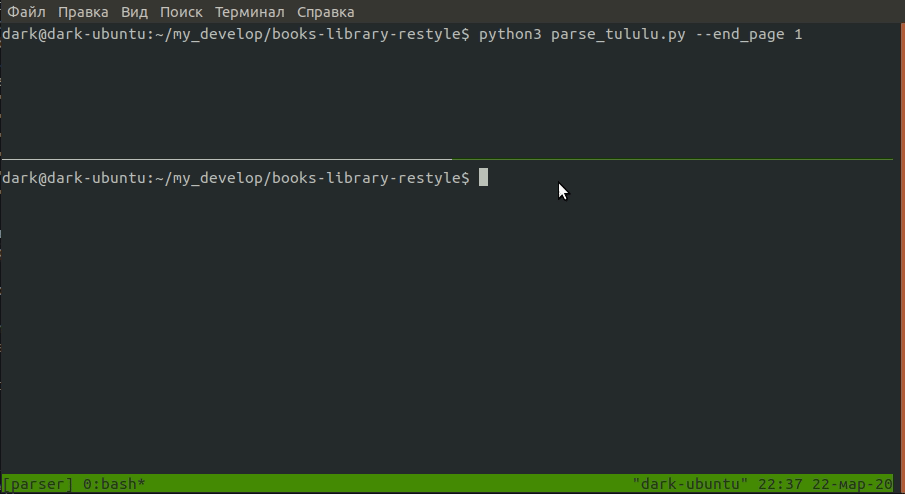 Файл Правка Вид Поиск Терминал Справка
dark@dark-ubuntu:~/my_develop/books-library-restyle$ python3 parse_tululu.py --end_page 1
dark@dark-ubuntu:~/my_develop/books-library-restyle$
[parser] 0:bash* "dark-ubuntu" 22:37 22-мар-20